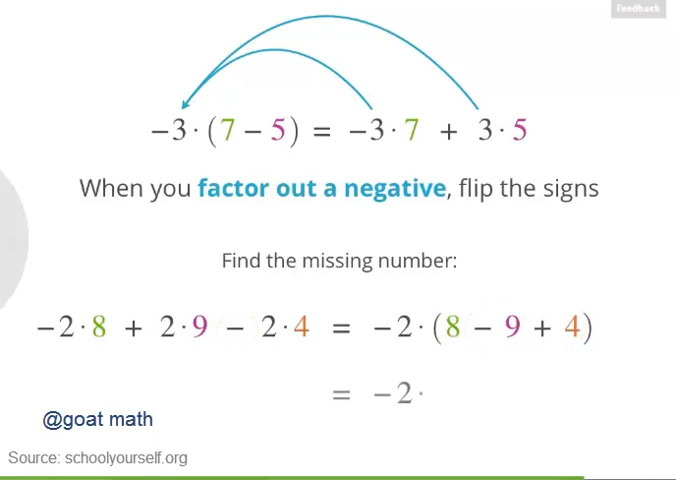 Feedback
−3 · (7 − 5) = −3 · 7 + 3 · 5
When you factor out a negative, flip the signs
Find the missing number:
−2 · 8 + 2 · 9 − 2 · 4 = −2 · (8 − 9 + 4)
= −2 ·
@goat math
Source: schoolyourself.org